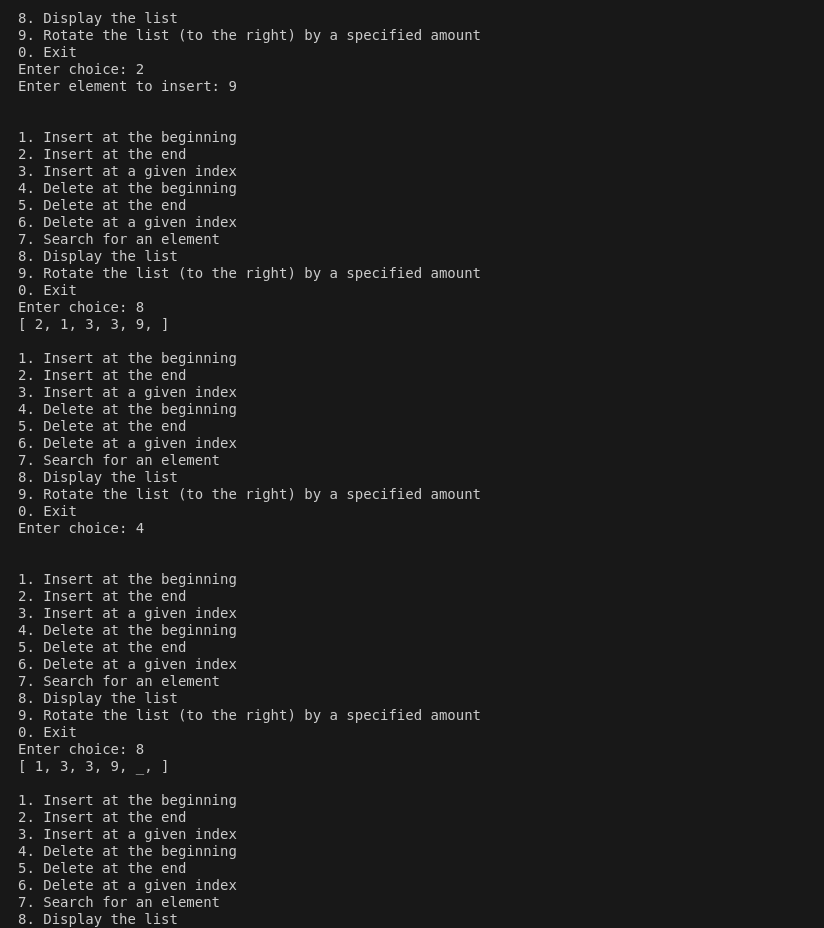 8. Display the list
9. Rotate the list (to the right) by a specified amount
0. Exit
Enter choice: 2
Enter element to insert: 9
1. Insert at the beginning
2. Insert at the end
3. Insert at a given index
4. Delete at the beginning
5. Delete at the end
6. Delete at a given index
7. Search for an element
8. Display the list
9. Rotate the list (to the right) by a specified amount
0. Exit
Enter choice: 8
[ 2, 1, 3, 3, 9, ]
1. Insert at the beginning
2. Insert at the end
3. Insert at a given index
4. Delete at the beginning
5. Delete at the end
6. Delete at a given index
7. Search for an element
8. Display the list
9. Rotate the list (to the right) by a specified amount
0. Exit
Enter choice: 4
1. Insert at the beginning
2. Insert at the end
3. Insert at a given index
4. Delete at the beginning
5. Delete at the end
6. Delete at a given index
7. Search for an element
8. Display the list
9. Rotate the list (to the right) by a specified amount
0. Exit
Enter choice: 8
[ 1, 3, 3, 9, _, ]
1. Insert at the beginning
2. Insert at the end
3. Insert at a given index
4. Delete at the beginning
5. Delete at the end
6. Delete at a given index
7. Search for an element
8. Display the list